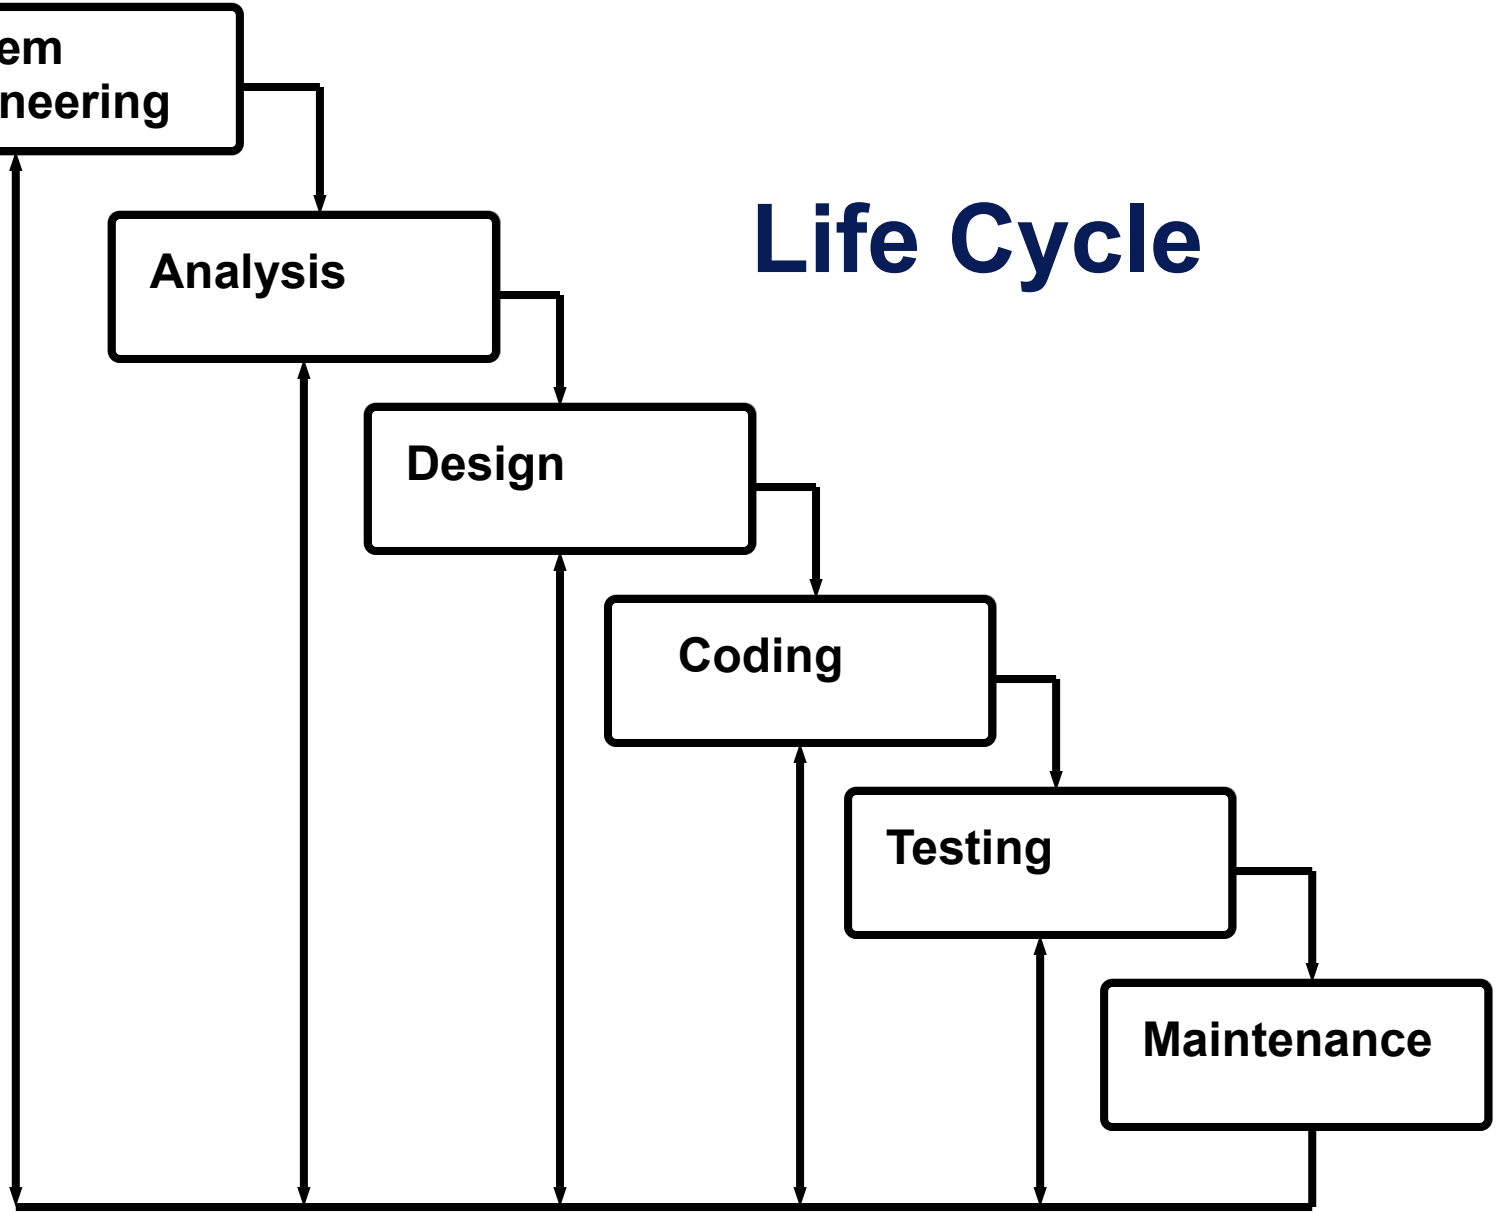 em
neering
Life Cycle
Analysis
Design
Coding
Testing
Maintenance